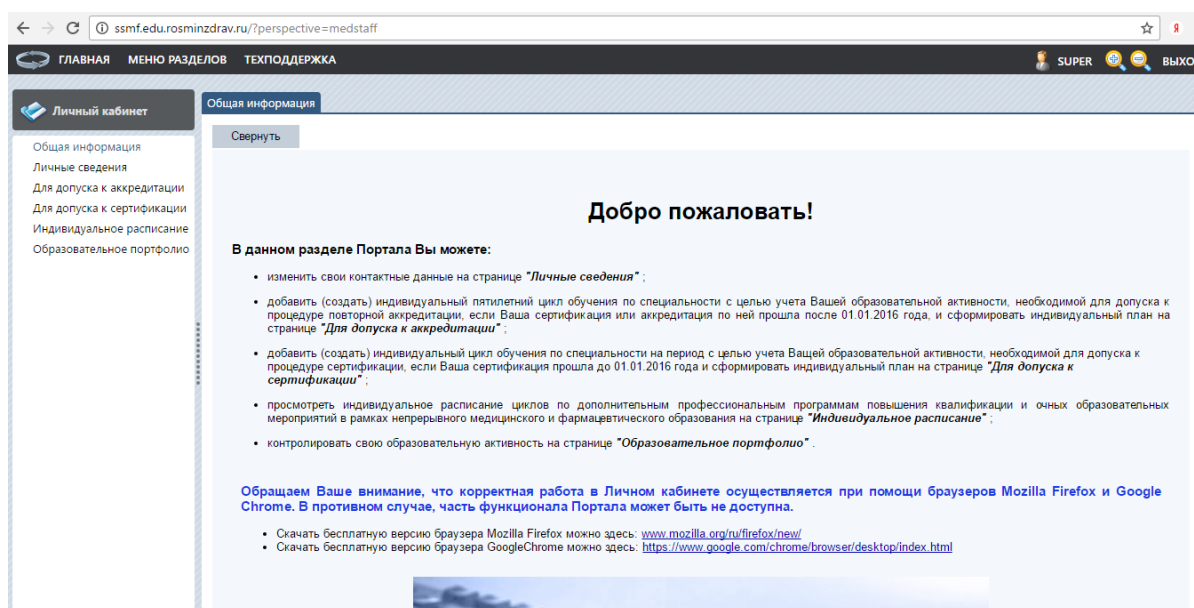 ssmf.edu.rosminzdrav.ru/?perspective=medstaff
Я
ГЛАВНАЯ МЕНЮ РАЗДЕЛОВ ТЕХПОДДЕРЖКА SUPER ВЫХО
Личный кабинет
Общая информация
Личные сведения
Для допуска к аккредитации
Для допуска к сертификации
Индивидуальное расписание
Образовательное портфолио
Общая информация
Свернуть
Добро пожаловать!
В данном разделе Портала Вы можете:
• изменить свои контактные данные на странице "Личные сведения" ;
• добавить (создать) индивидуальный пятилетний цикл обучения по специальности с целью учета Вашей образовательной активности, необходимой для допуска к
процедуре повторной аккредитации, если Ваша сертификация или аккредитация по ней прошла после 01.01.2016 года, и сформировать индивидуальный план на
странице "Для допуска к аккредитации" ;
• добавить (создать) индивидуальный цикл обучения по специальности на период с целью учета Ващей образовательной активности, необходимой для допуска к
процедуре сертификации, если Ваша сертификация прошла до 01.01.2016 года и сформировать индивидуальный план на странице "Для допуска к
сертификации" ;
• просмотреть индивидуальное расписание циклов по дополнительным профессиональным программам повышения квалификации и очных образовательных
мероприятий в рамках непрерывного медицинского и фармацевтического образования на странице "Индивидуальное расписание" ;
• контролировать свою образовательную активность на странице "Образовательное портфолио" .
Обращаем Ваше внимание, что корректная работа в Личном кабинете осуществляется при помощи браузеров Mozilla Firefox и Google
Chrome. В противном случае, часть функционала Портала может быть не доступна.
• Скачать бесплатную версию браузера Mozilla Firefox можно здесь: www.mozilla.org/ru/firefox/new/
• Скачать бесплатную версию браузера GoogleChrome можно здесь: https://www.google.com/chrome/browser/desktop/index.html